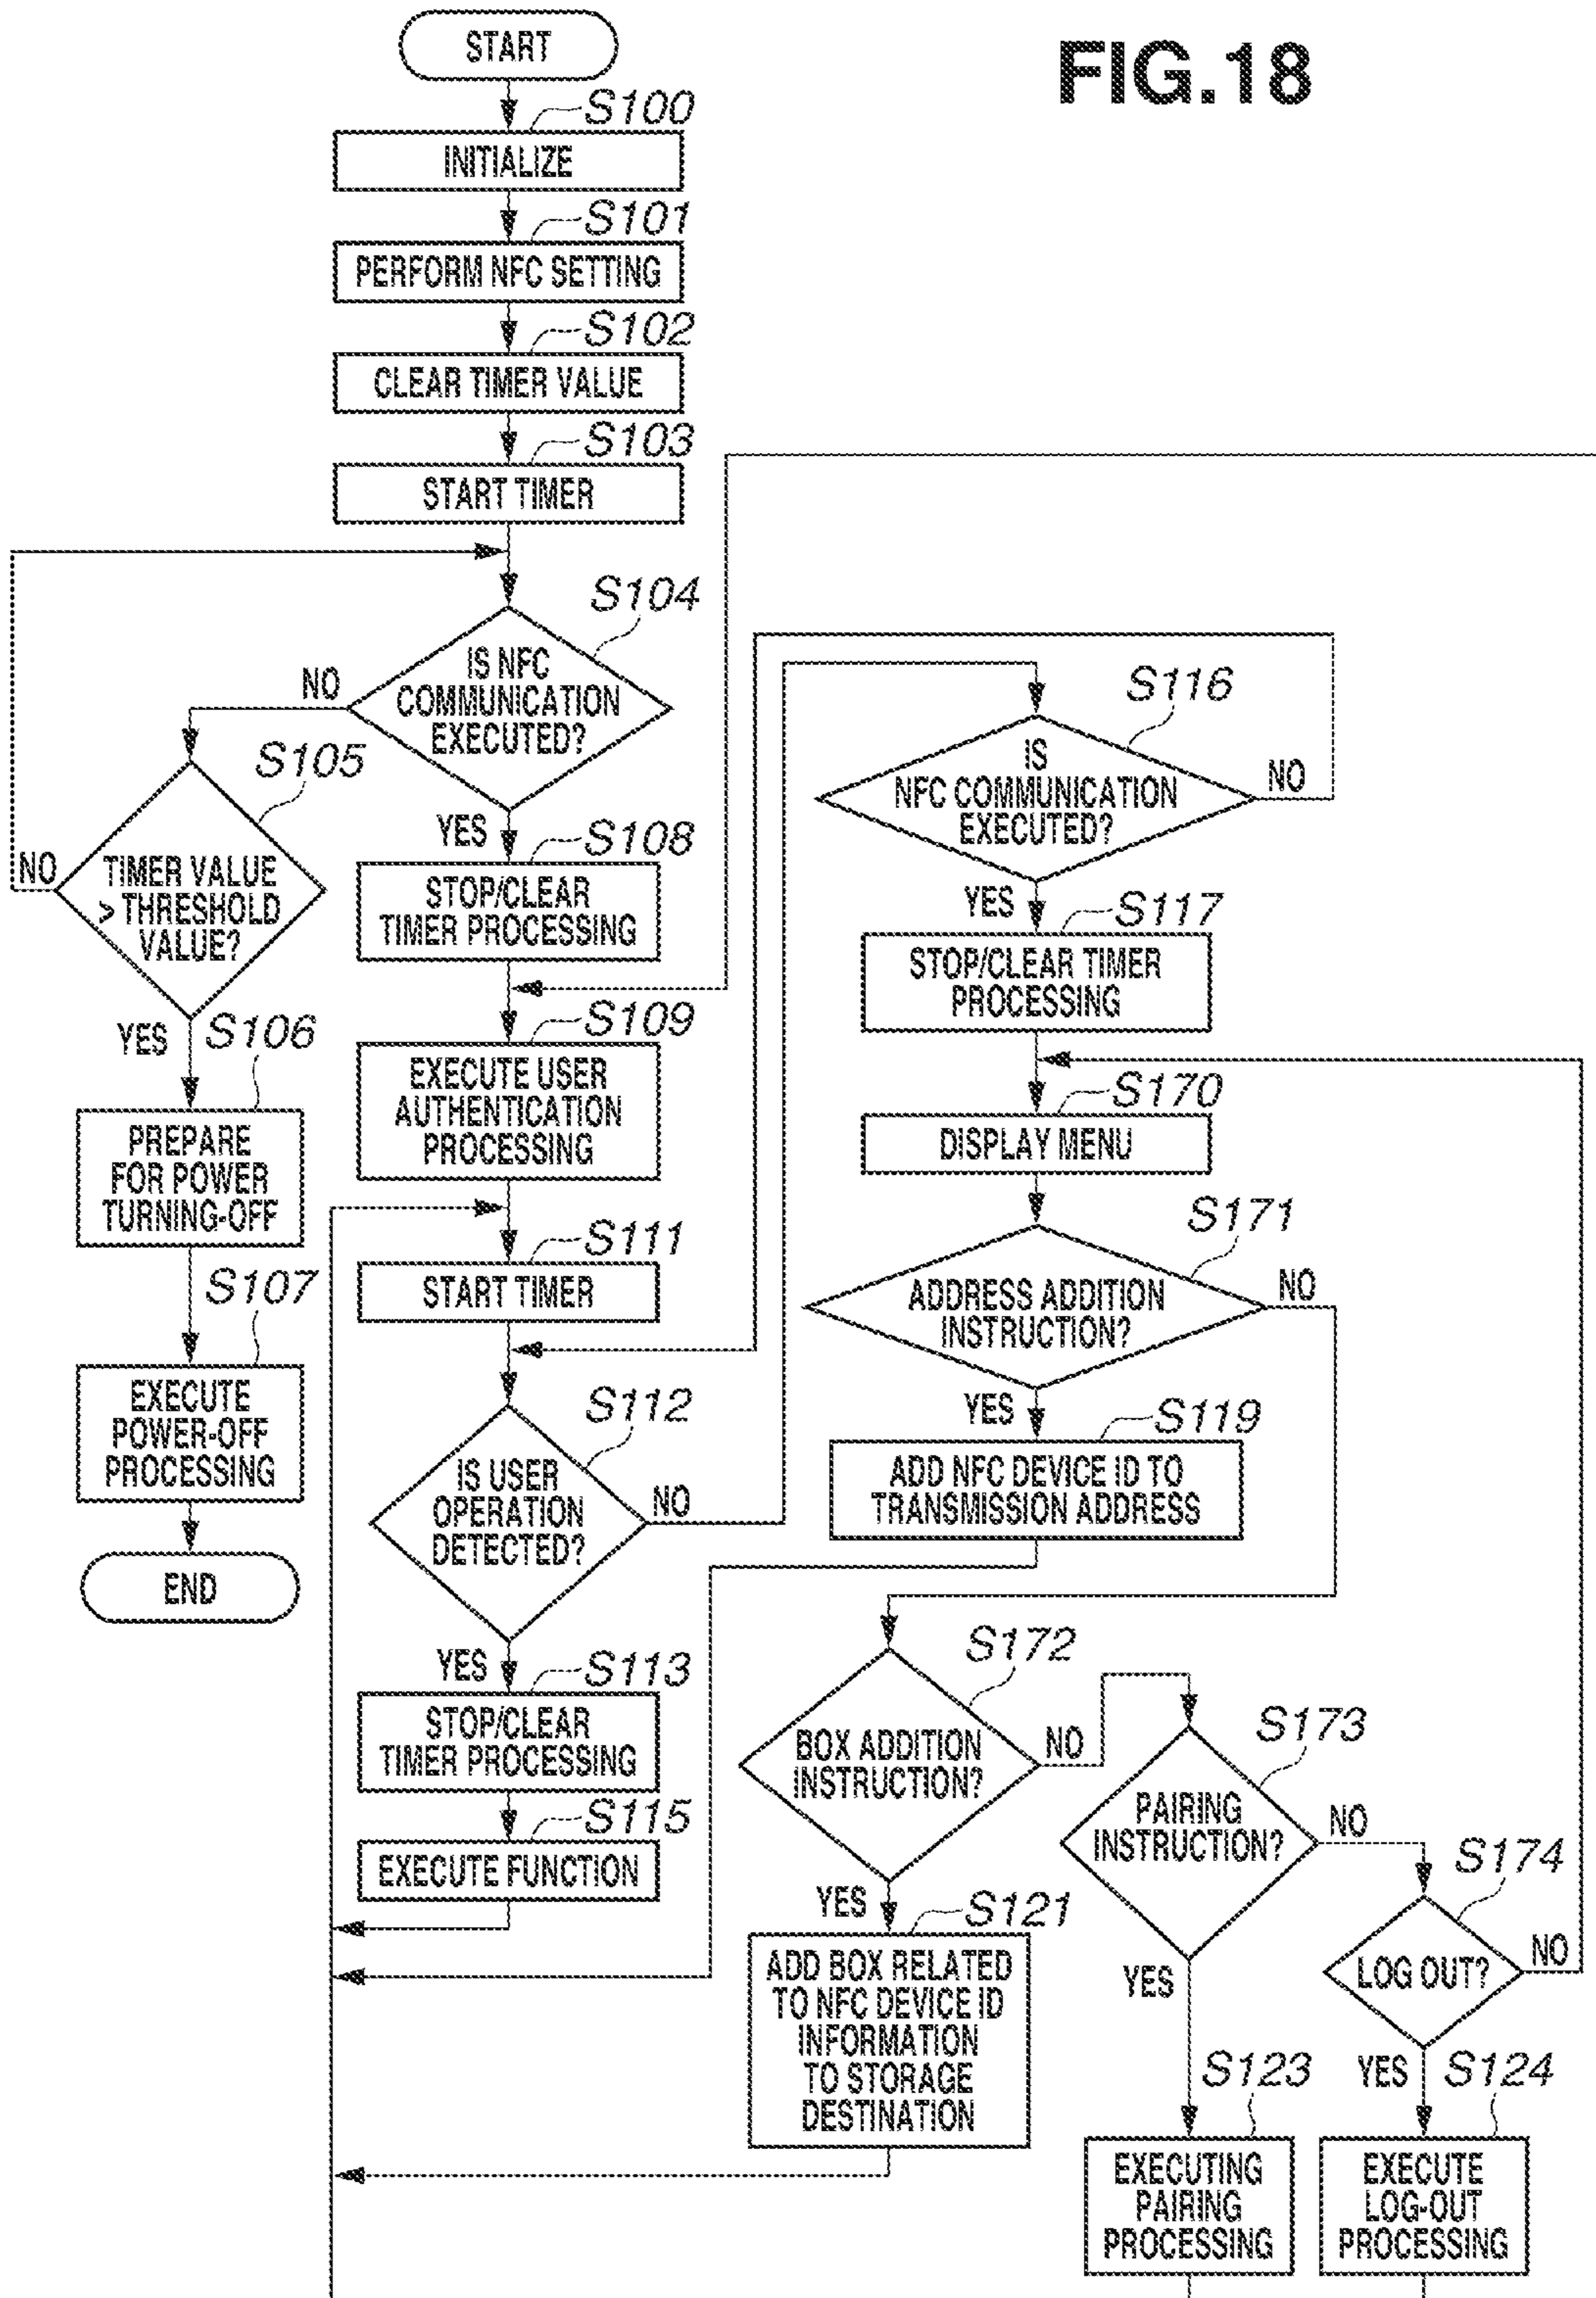 FIG.18
START
S100
INITIALIZE
S101
PERFORM NFC SETTING
S102
CLEAR TIMER VALUE
S103
START TIMER
S104
IS NFC
COMMUNICATION
EXECUTED?
NO
YES
S105
TIMER VALUE
> THRESHOLD
VALUE?
NO
YES
S106
PREPARE
FOR POWER
TURNING-OFF
S107
EXECUTE
POWER-OFF
PROCESSING
END
S108
STOP/CLEAR
TIMER PROCESSING
S109
EXECUTE USER
AUTHENTICATION
PROCESSING
S111
START TIMER
S112
IS USER
OPERATION
DETECTED?
NO
YES
S113
STOP/CLEAR
TIMER PROCESSING
S115
EXECUTE FUNCTION
S116
IS
NFC COMMUNICATION
EXECUTED?
NO
YES
S117
STOP/CLEAR TIMER
PROCESSING
S170
DISPLAY MENU
S171
ADDRESS ADDITION
INSTRUCTION?
NO
YES
S119
ADD NFC DEVICE ID TO
TRANSMISSION ADDRESS
S172
BOX ADDITION
INSTRUCTION?
NO
YES
S121
ADD BOX RELATED
TO NFC DEVICE ID
INFORMATION
TO STORAGE
DESTINATION
S173
PAIRING
INSTRUCTION?
NO
YES
S123
EXECUTING
PAIRING
PROCESSING
S174
LOG OUT?
NO
YES
S124
EXECUTE
LOG-OUT
PROCESSING